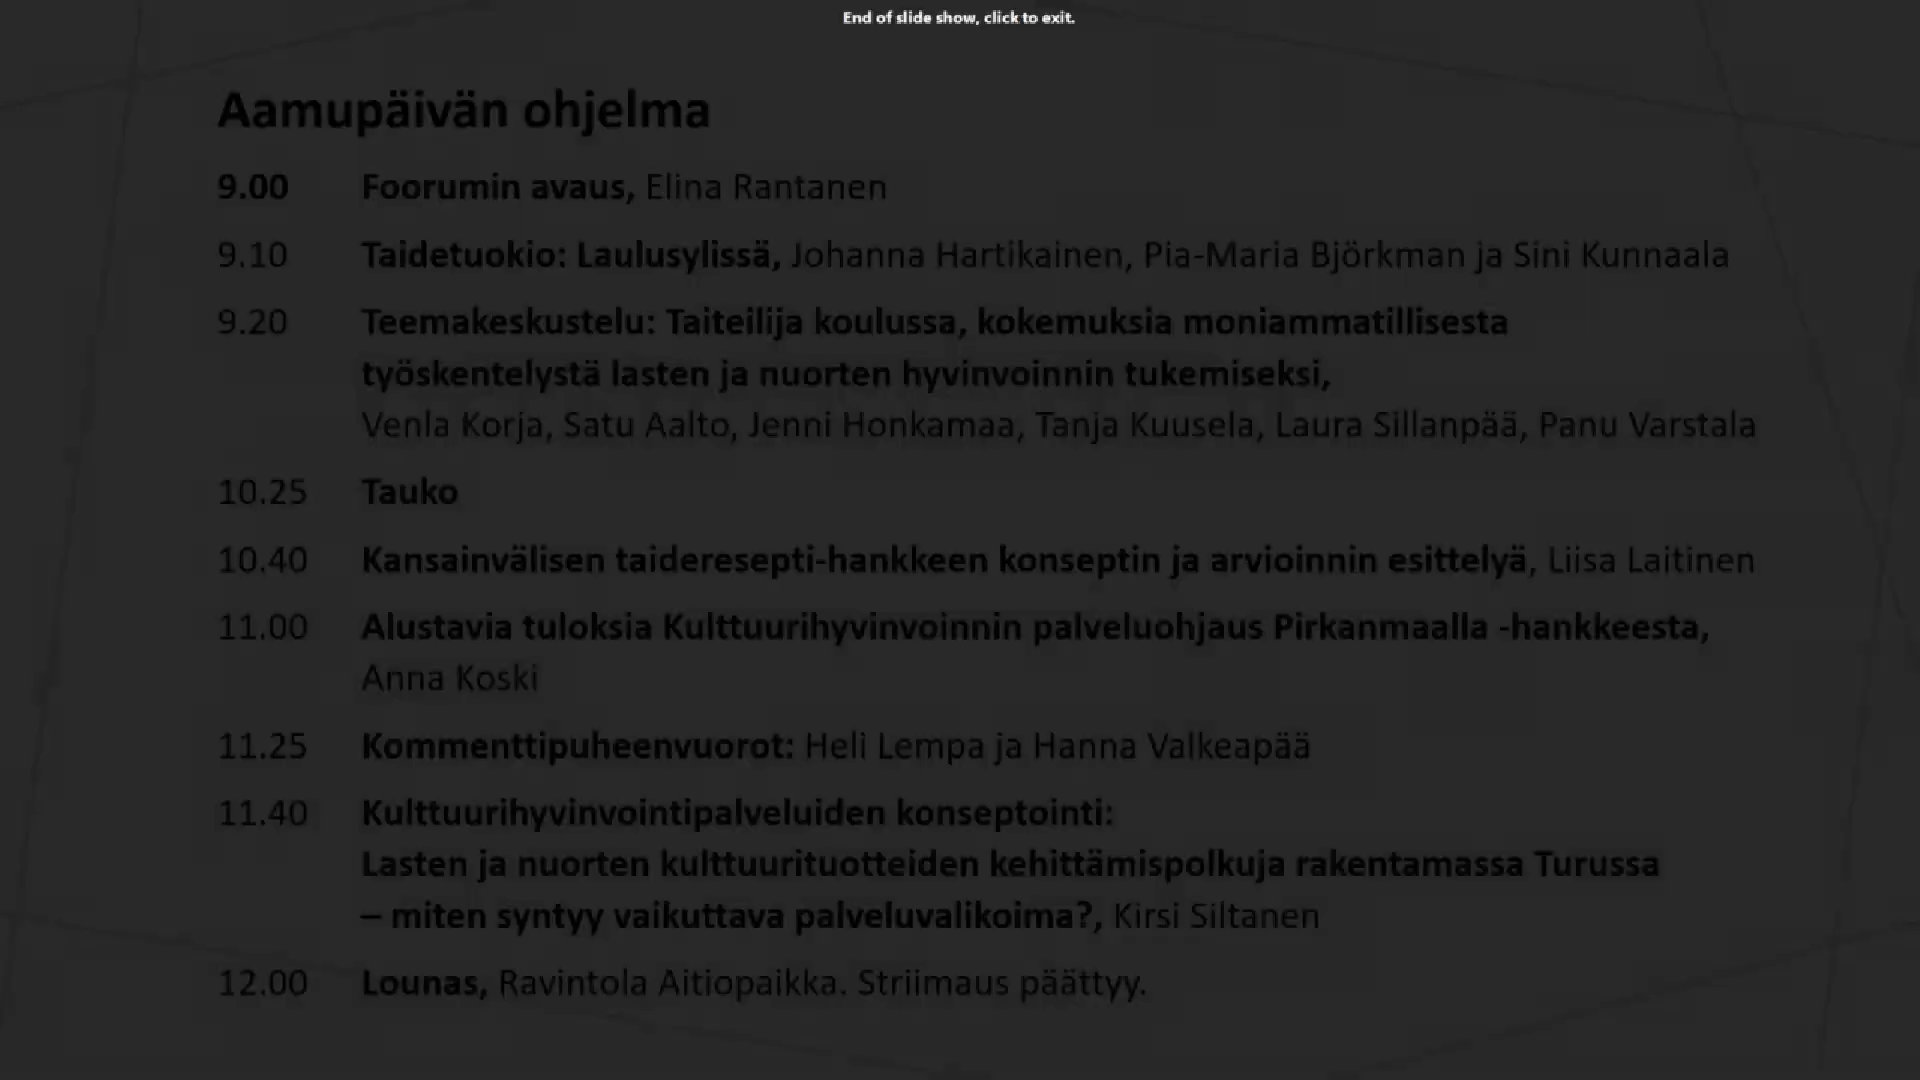 End of slide show, click to exit.
Aamupäivän ohjelma
9.00 Foorumin avaus, Elina Rantanen
9.10 Taidetuokio: Laulusylissä, Johanna Hartikainen, Pia-Maria Björkman ja Sini Kunnaala
9.20 Teemakeskustelu: Taiteilija koulussa, kokemuksia moniammatillisesta
työskentelystä lasten ja nuorten hyvinvoinnin tukemiseksi,
Venla Korja, Satu Aalto, Jenni Honkamaa, Tanja Kuusela, Laura Sillanpää, Panu Varstala
10.25 Tauko
10.40 Kansainvälisen taideresepti-hankkeen konseptin ja arvioinnin esittelyä, Liisa Laitinen
11.00 Alustavia tuloksia Kulttuurihyvinvoinnin palveluohjaus Pirkanmaalla -hankkeesta,
Anna Koski
11.25 Kommenttipuheenvuorot: Heli Lempa ja Hanna Valkeapää
11.40 Kulttuurihyvinvointipalveluiden konseptointi:
Lasten ja nuorten kulttuurituotteiden kehittämispolkuja rakentamassa Turussa
– miten syntyy vaikuttava palveluvalikoima?, Kirsi Siltanen
12.00 Lounas, Ravintola Aitiopaikka. Striimaus päättyy.